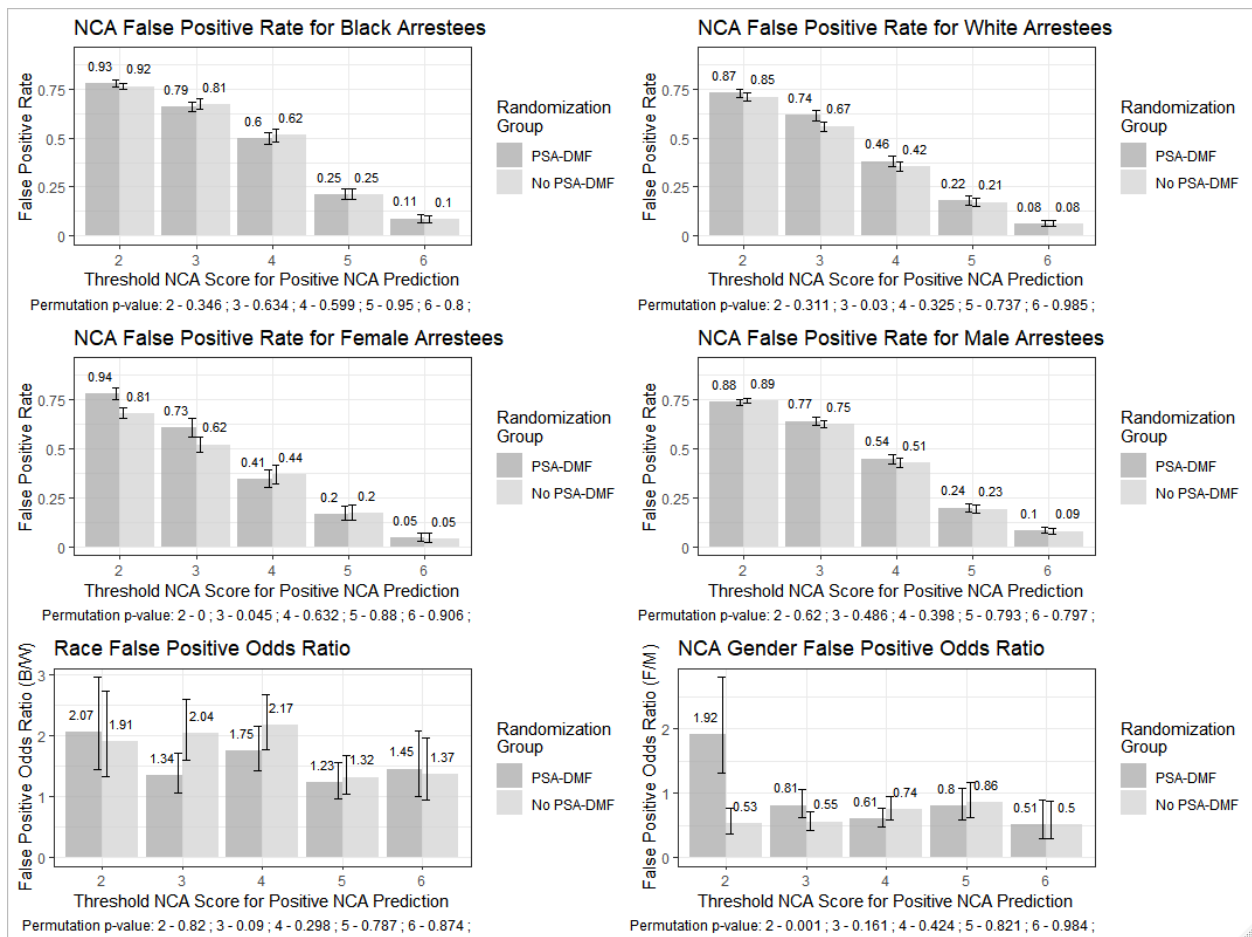 NCA False Positive Rate for Black Arrestees
False Positive Rate
0.75
0.5
0.25
0
0.93 0.92
0.79 0.81
0.6 0.62
0.25 0.25
0.11 0.1
2 3 4 5 6
Threshold NCA Score for Positive NCA Prediction
Permutation p-value: 2 - 0.346 ; 3 - 0.634 ; 4 - 0.599 ; 5 - 0.95 ; 6 - 0.8 ;
Randomization
Group
PSA-DMF
No PSA-DMF
NCA False Positive Rate for White Arrestees
False Positive Rate
0.75
0.5
0.25
0
0.87 0.85
0.74 0.67
0.46 0.42
0.22 0.21
0.08 0.08
2 3 4 5 6
Threshold NCA Score for Positive NCA Prediction
Permutation p-value: 2 - 0.311 ; 3 - 0.03 ; 4 - 0.325 ; 5 - 0.737 ; 6 - 0.985 ;
Randomization
Group
PSA-DMF
No PSA-DMF
NCA False Positive Rate for Female Arrestees
False Positive Rate
0.75
0.5
0.25
0
0.94 0.81
0.73 0.62
0.41 0.44
0.2 0.2
0.05 0.05
2 3 4 5 6
Threshold NCA Score for Positive NCA Prediction
Permutation p-value: 2 - 0 ; 3 - 0.045 ; 4 - 0.632 ; 5 - 0.88 ; 6 - 0.906 ;
Randomization
Group
PSA-DMF
No PSA-DMF
NCA False Positive Rate for Male Arrestees
False Positive Rate
0.75
0.5
0.25
0
0.88 0.89
0.77 0.75
0.54 0.51
0.24 0.23
0.1 0.09
2 3 4 5 6
Threshold NCA Score for Positive NCA Prediction
Permutation p-value: 2 - 0.62 ; 3 - 0.486 ; 4 - 0.398 ; 5 - 0.793 ; 6 - 0.797 ;
Randomization
Group
PSA-DMF
No PSA-DMF
Race False Positive Odds Ratio
False Positive Odds Ratio (B/W)
3
2
1
0
2.07 1.91
1.34 2.04
1.75 2.17
1.23 1.32
1.45 1.37
2 3 4 5 6
Threshold NCA Score for Positive NCA Prediction
Permutation p-value: 2 - 0.82 ; 3 - 0.09 ; 4 - 0.298 ; 5 - 0.787 ; 6 - 0.874 ;
Randomization
Group
PSA-DMF
No PSA-DMF
NCA Gender False Positive Odds Ratio
False Positive Odds Ratio (F/M)
2
1
0
1.92 0.53
0.81 0.55
0.61 0.74
0.8 0.86
0.51 0.5
2 3 4 5 6
Threshold NCA Score for Positive NCA Prediction
Permutation p-value: 2 - 0.001 ; 3 - 0.161 ; 4 - 0.424 ; 5 - 0.821 ; 6 - 0.984 ;
Randomization
Group
PSA-DMF
No PSA-DMF